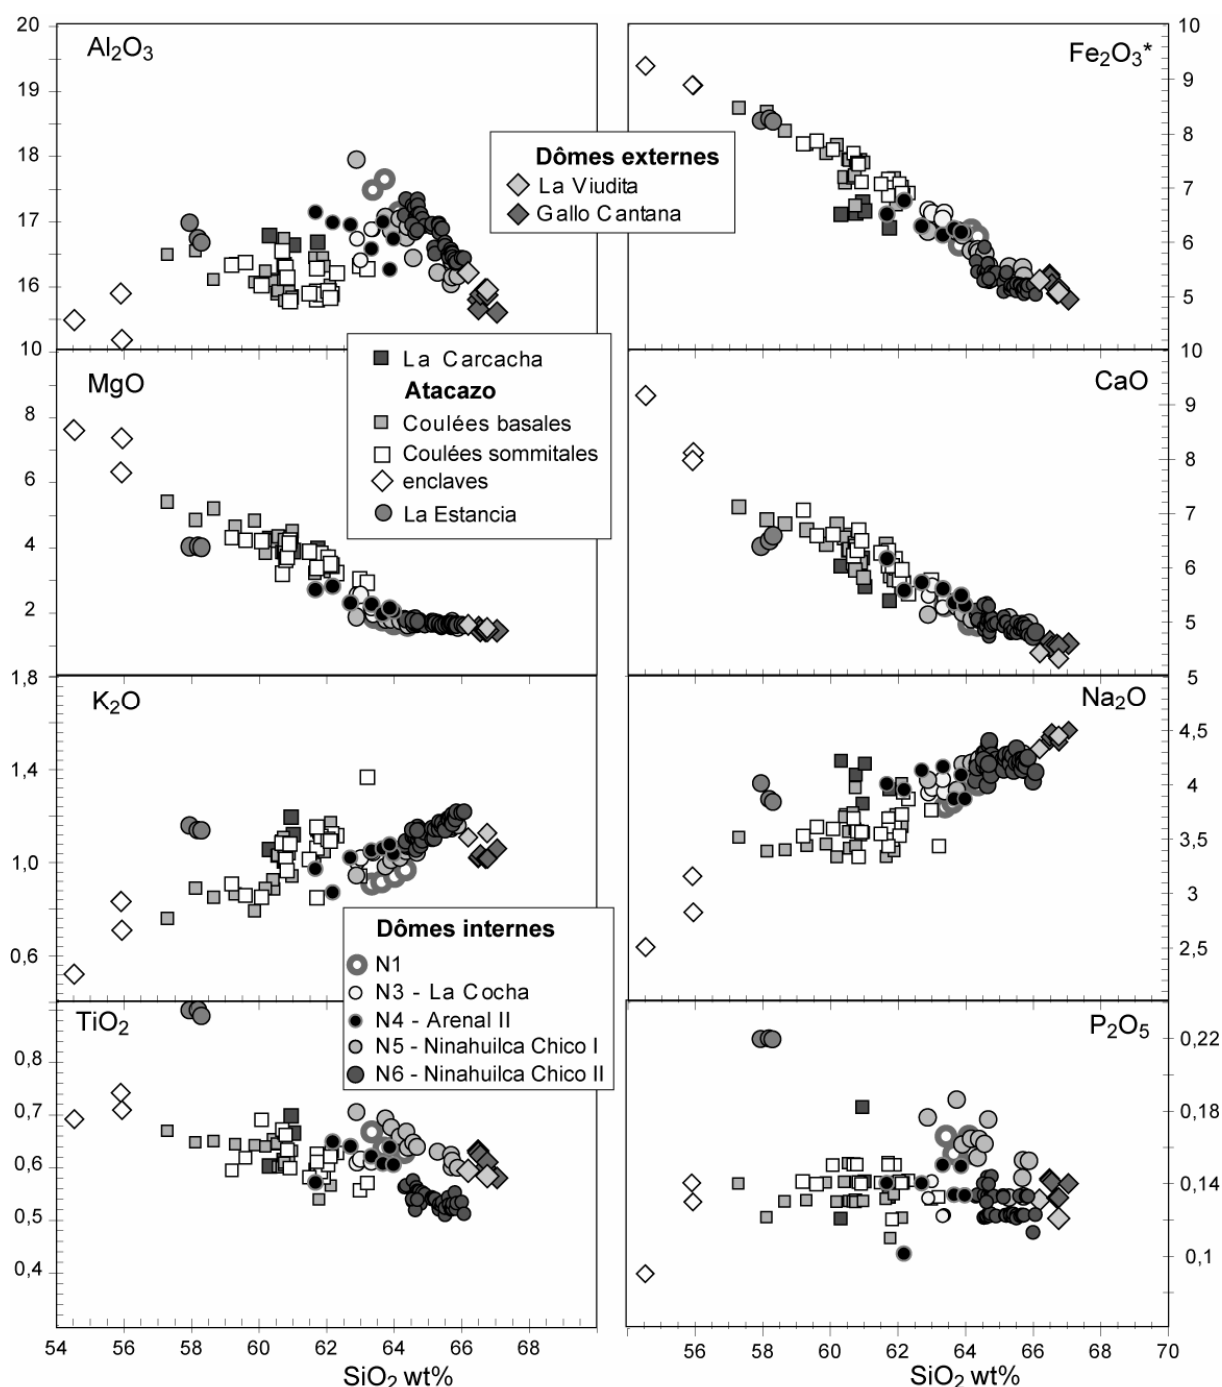 20
19
18
17
16
Al2O3
10
9
8
7
6
5
Fe2O3*
Dômes externes
La Viudita
Gallo Cantana
10
8
6
4
2
MgO
La Carcacha
Atacazo
Coulées basales
Coulées sommitales
enclaves
La Estancia
10
9
8
7
6
5
CaO
1,8
1,4
1,0
0,6
K2O
5
4,5
4
3,5
3
2,5
Na2O
Dômes internes
N1
N3 - La Cocha
N4 - Arenal II
N5 - Ninahuilca Chico I
N6 - Ninahuilca Chico II
TiO2
0,8
0,7
0,6
0,5
0,4
P2O5
0,22
0,18
0,14
0,1
54 56 58 60 62 64 66
SiO2 wt%
58 60 62 64 66 68 70
SiO2 wt%